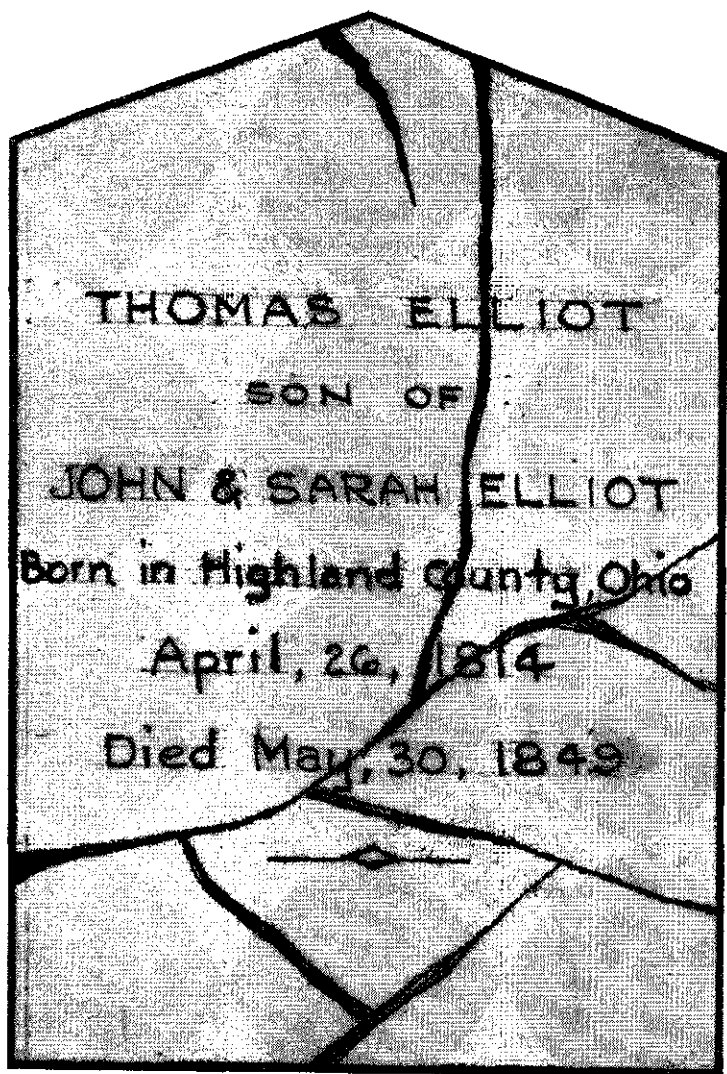 THOMAS ELLIOT
SON OF
JOHN & SARAH ELLIOT
Born in Highland County, Ohio
April, 26, 1814
Died May, 30, 1849